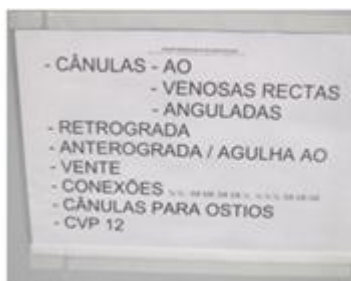 - CÂNULAS - AO
- VENOSAS RECTAS
- ANGULADAS
- RETROGRADA
- ANTEROGRADA / AGULHA AO
- VENTE
- CONEXÕES
- CÂNULAS PARA OSTIOS
- CVP 12